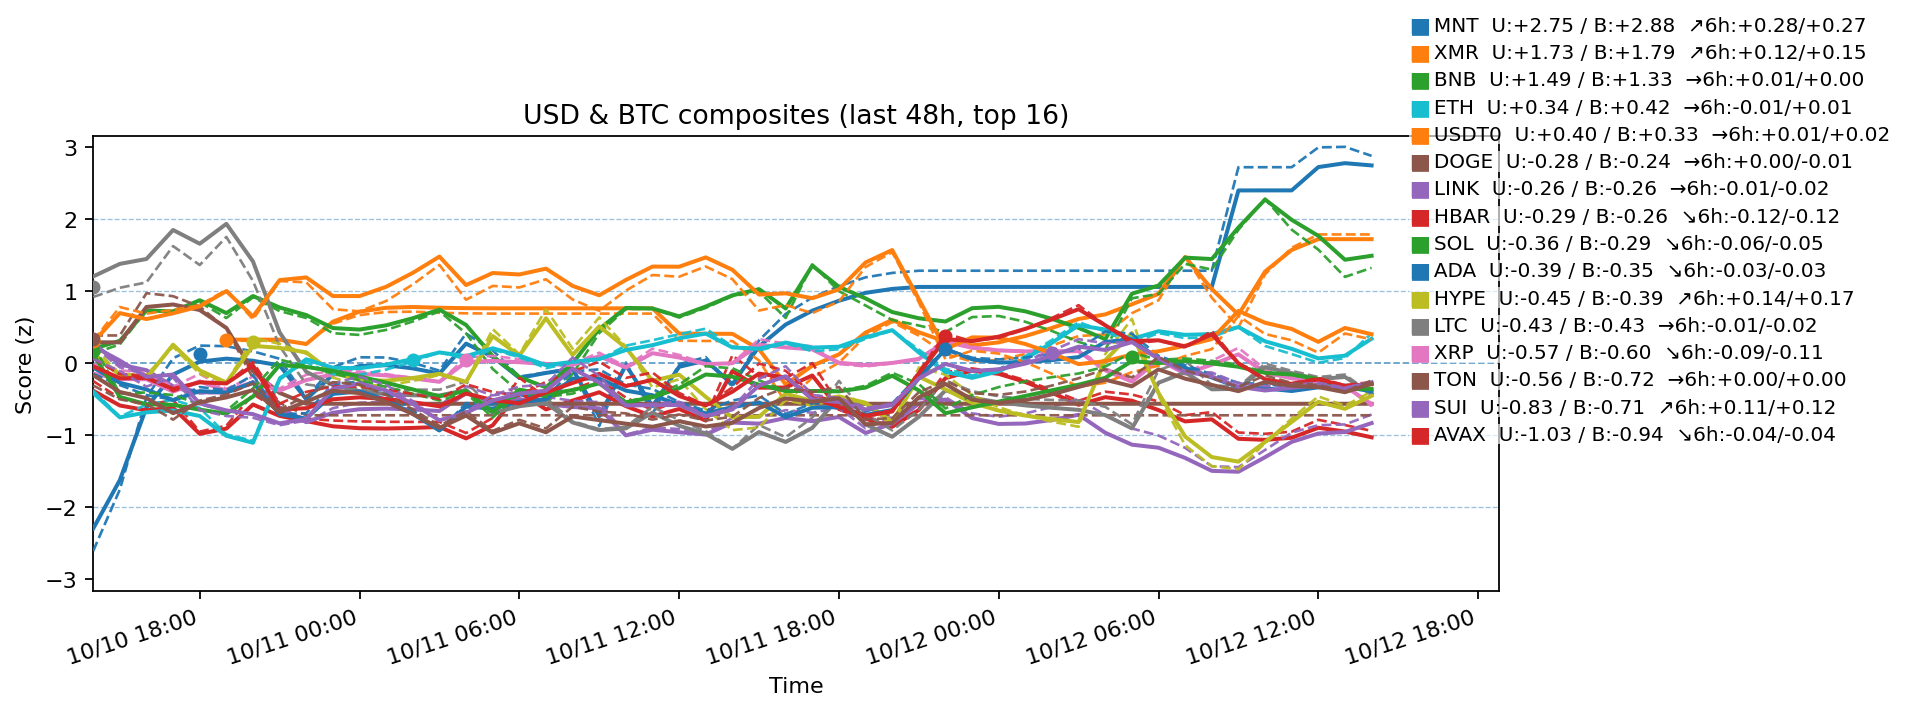 MNT U:+2.75 / B:+2.88 ↗6h:+0.28/+0.27
XMR U:+1.73 / B:+1.79 ↗6h:+0.12/+0.15
BNB U:+1.49 / B:+1.33 →6h:+0.01/+0.00
ETH U:+0.34 / B:+0.42 →6h:-0.01/+0.01
USDT0 U:+0.40 / B:+0.33 →6h:+0.01/+0.02
DOGE U:-0.28 / B:-0.24 →6h:+0.00/-0.01
LINK U:-0.26 / B:-0.26 →6h:-0.01/-0.02
HBAR U:-0.29 / B:-0.26 ↘6h:-0.12/-0.12
SOL U:-0.36 / B:-0.29 ↘6h:-0.06/-0.05
ADA U:-0.39 / B:-0.35 ↘6h:-0.03/-0.03
HYPE U:-0.45 / B:-0.39 ↗6h:+0.14/+0.17
LTC U:-0.43 / B:-0.43 →6h:-0.01/-0.02
XRP U:-0.57 / B:-0.60 ↘6h:-0.09/-0.11
TON U:-0.56 / B:-0.72 →6h:+0.00/+0.00
SUI U:-0.83 / B:-0.71 ↗6h:+0.11/+0.12
AVAX U:-1.03 / B:-0.94 ↘6h:-0.04/-0.04
USD & BTC composites (last 48h, top 16)
Score (z)
3
2
1
0
−1
−2
−3
10/10 18:00
10/11 00:00
10/11 06:00
10/11 12:00
10/11 18:00
10/12 00:00
10/12 06:00
10/12 12:00
10/12 18:00
Time